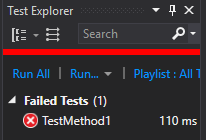 Test Explorer
Search
Run All | Run... | Playlist : All T
Failed Tests (1)
TestMethod1 110 ms